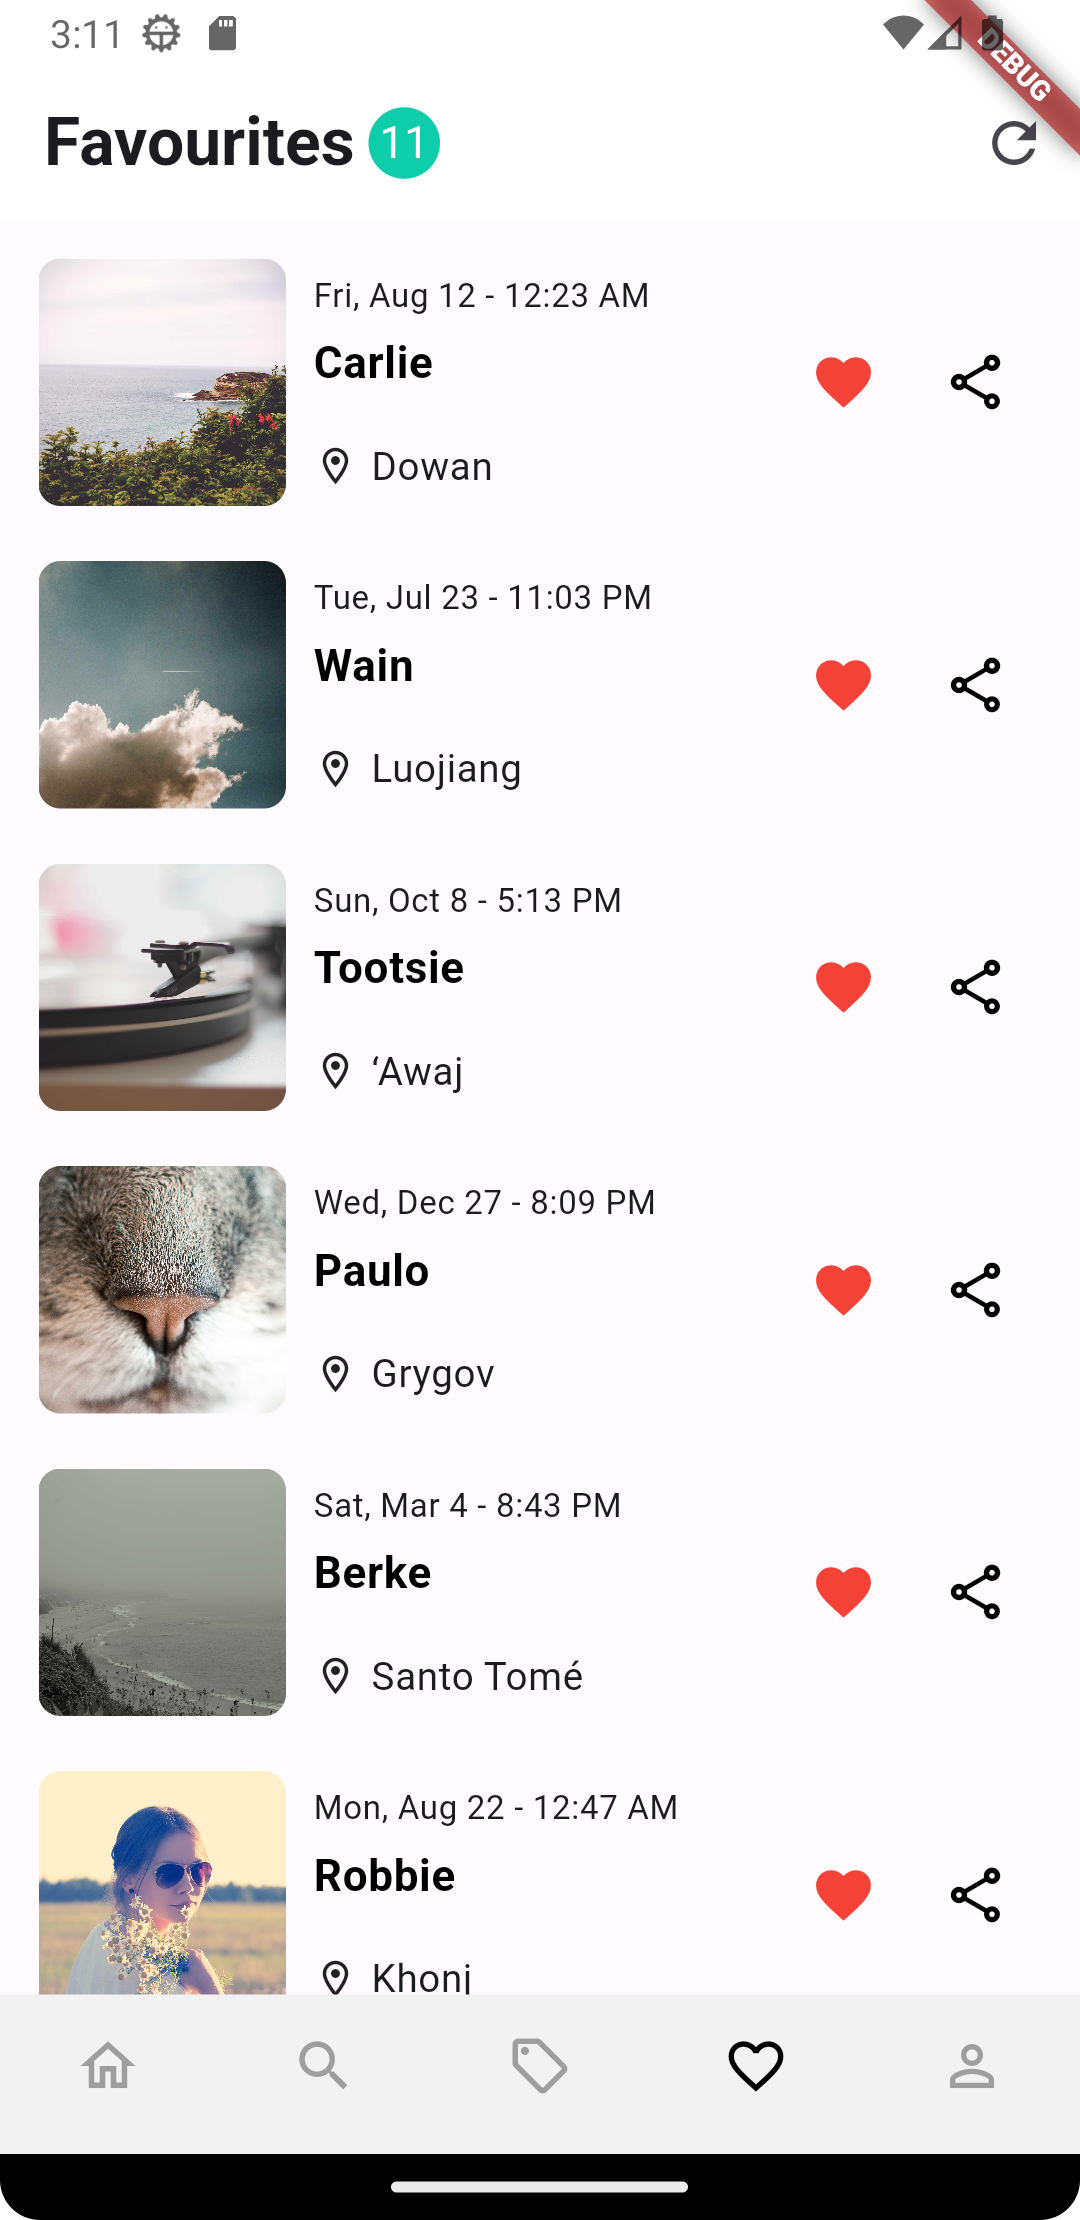 3:11
DEBUG
Favourites 11
Fri, Aug 12 - 12:23 AM
Carlie
Dowan
Tue, Jul 23 - 11:03 PM
Wain
Luojiang
Sun, Oct 8 - 5:13 PM
Tootsie
‘Awaj
Wed, Dec 27 - 8:09 PM
Paulo
Grygov
Sat, Mar 4 - 8:43 PM
Berke
Santo Tomé
Mon, Aug 22 - 12:47 AM
Robbie
Khonj